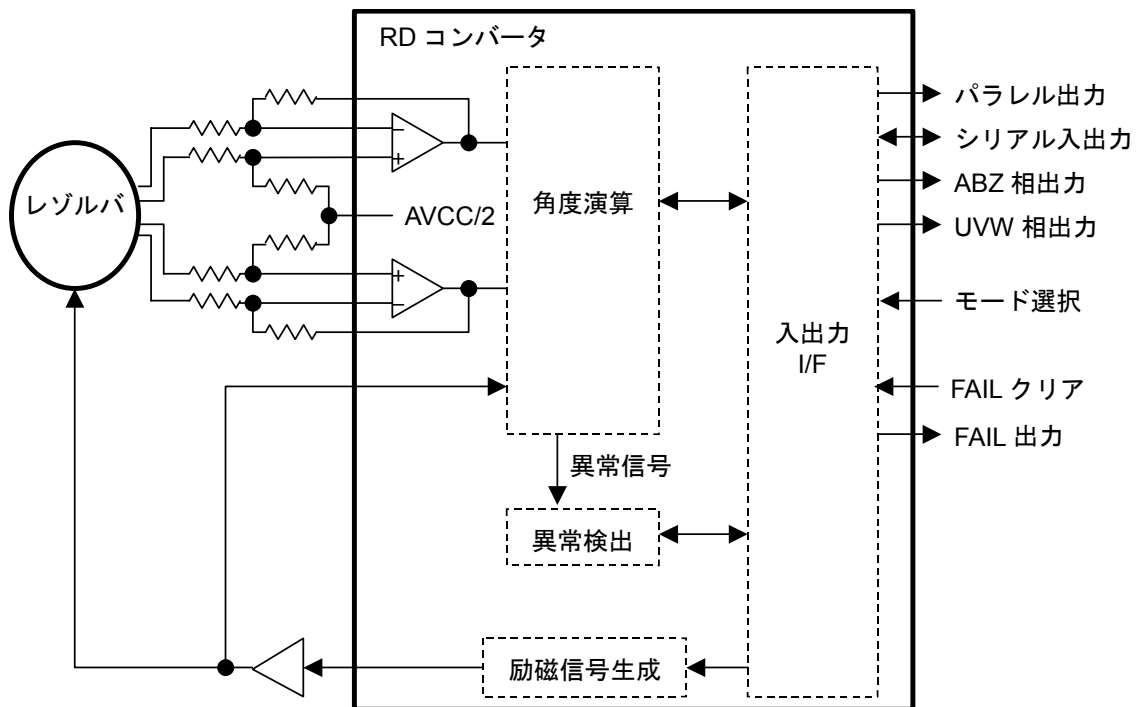 RD コンバータ
レゾルバ
−
+
AVCC/2
+
−
角度演算
異常信号
異常検出
励磁信号生成
入出力
I/F
パラレル出力
シリアル入出力
ABZ 相出力
UVW 相出力
モード選択
FAIL クリア
FAIL 出力